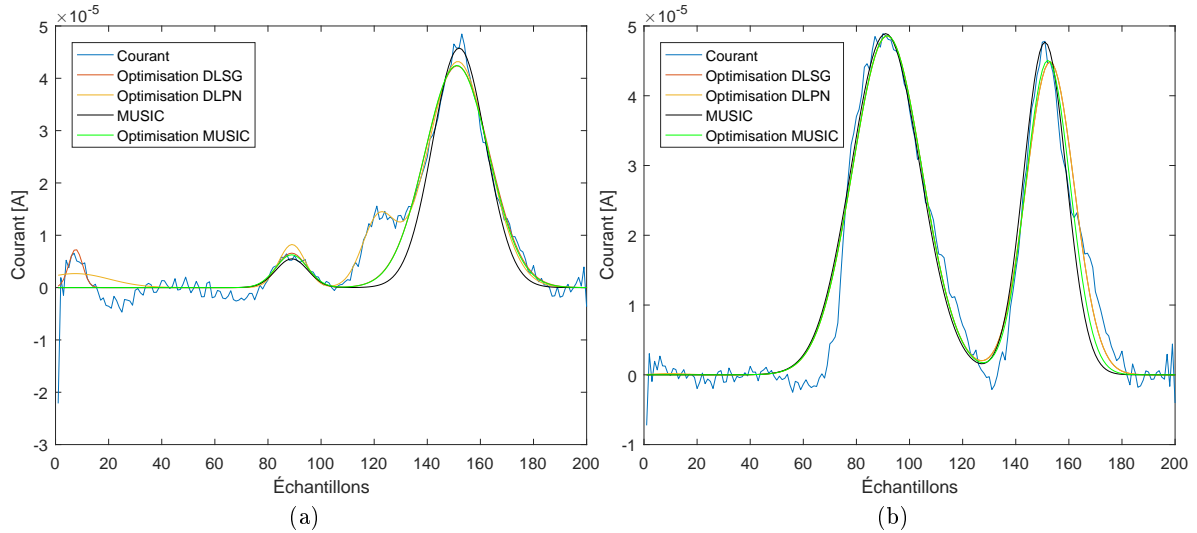 ×10⁻⁵
5
4
3
2
1
0
-1
-2
-3
Courant [A]
Courant
Optimisation DLSG
Optimisation DLPN
MUSIC
Optimisation MUSIC
0 20 40 60 80 100 120 140 160 180 200
Échantillons
(a)
×10⁻⁵
5
4
3
2
1
0
-1
Courant [A]
Courant
Optimisation DLSG
Optimisation DLPN
MUSIC
Optimisation MUSIC
0 20 40 60 80 100 120 140 160 180 200
Échantillons
(b)